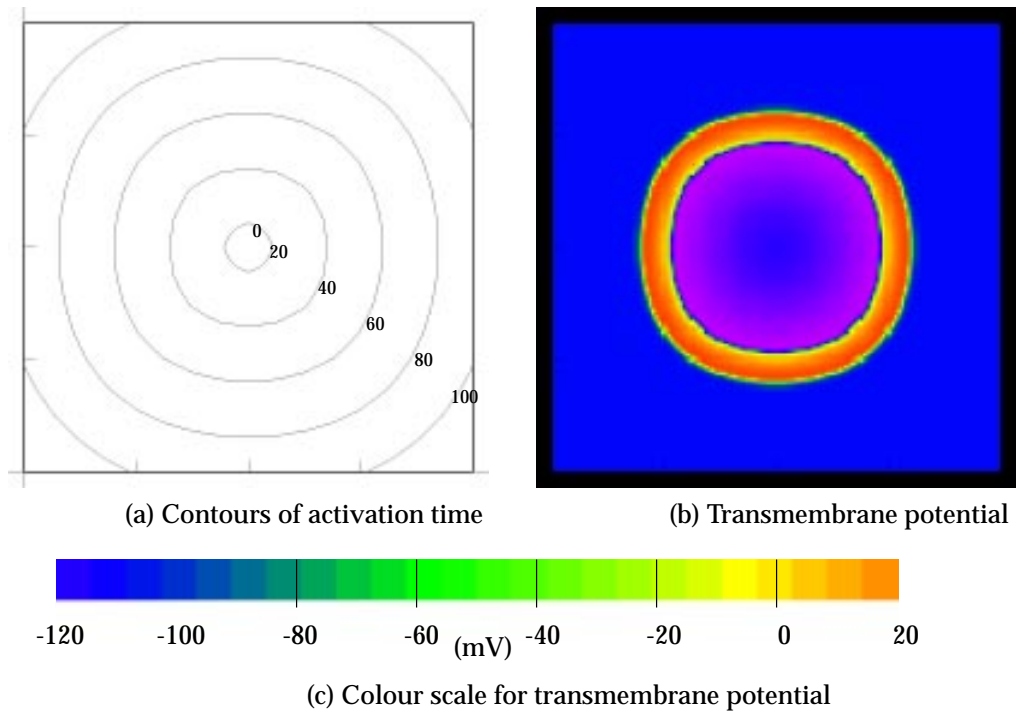 0
20
40
60
80
100
(a) Contours of activation time
(b) Transmembrane potential
-120 -100 -80 -60 -40 -20 0 20
(mV)
(c) Colour scale for transmembrane potential